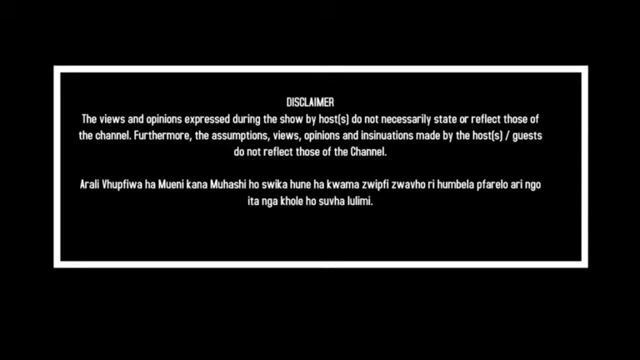 DISCLAIMER
The views and opinions expressed during the show by host(s) do not necessarily state or reflect those of
the channel. Furthermore, the assumptions, views, opinions and insinuations made by the host(s) / guests
do not reflect those of the Channel.
Arali Vhupfiwa ha Mueni kana Muhashi ho swika hune ha kwama zwipfi zwavho ri humbela pfarelo ari ngo
ita nga khole ho suvha lulimi.